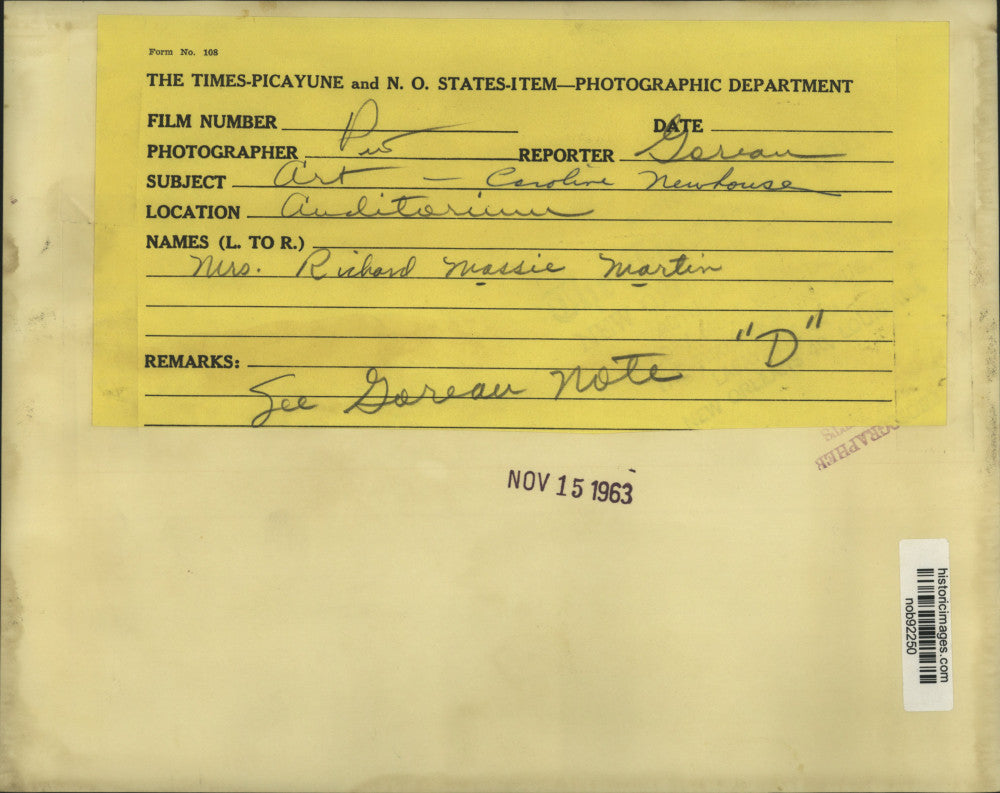 Form No. 108
THE TIMES-PICAYUNE and N. O. STATES-ITEM—PHOTOGRAPHIC DEPARTMENT
FILM NUMBER
DATE
PHOTOGRAPHER REPORTER Goreau
SUBJECT Art - Caroline Newhouse
LOCATION Auditorium
NAMES (L. TO R.)
Mrs. Richard Massie Martin
"D"
REMARKS:
See Goreau Note
NOV 15 1963
historicimages.com
nob92250